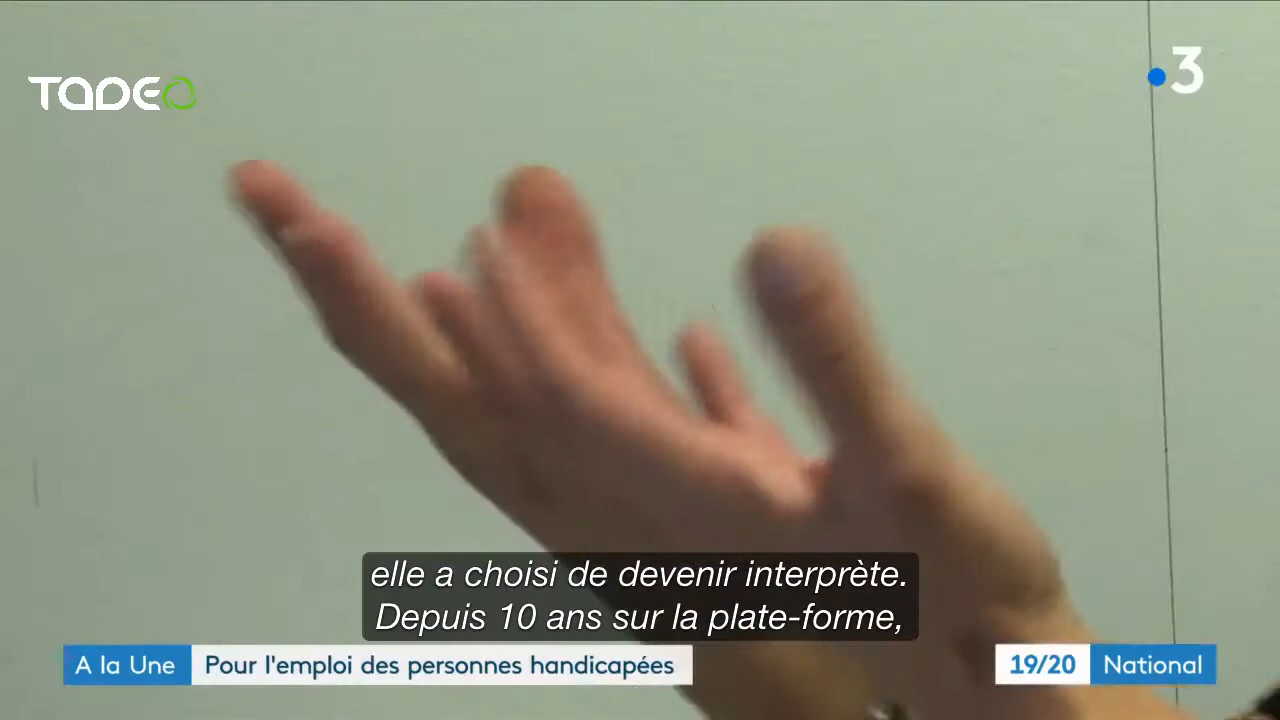 TADEO
3
elle a choisi de devenir interprète.
Depuis 10 ans sur la plate-forme,
A la Une Pour l'emploi des personnes handicapées
19/20 National